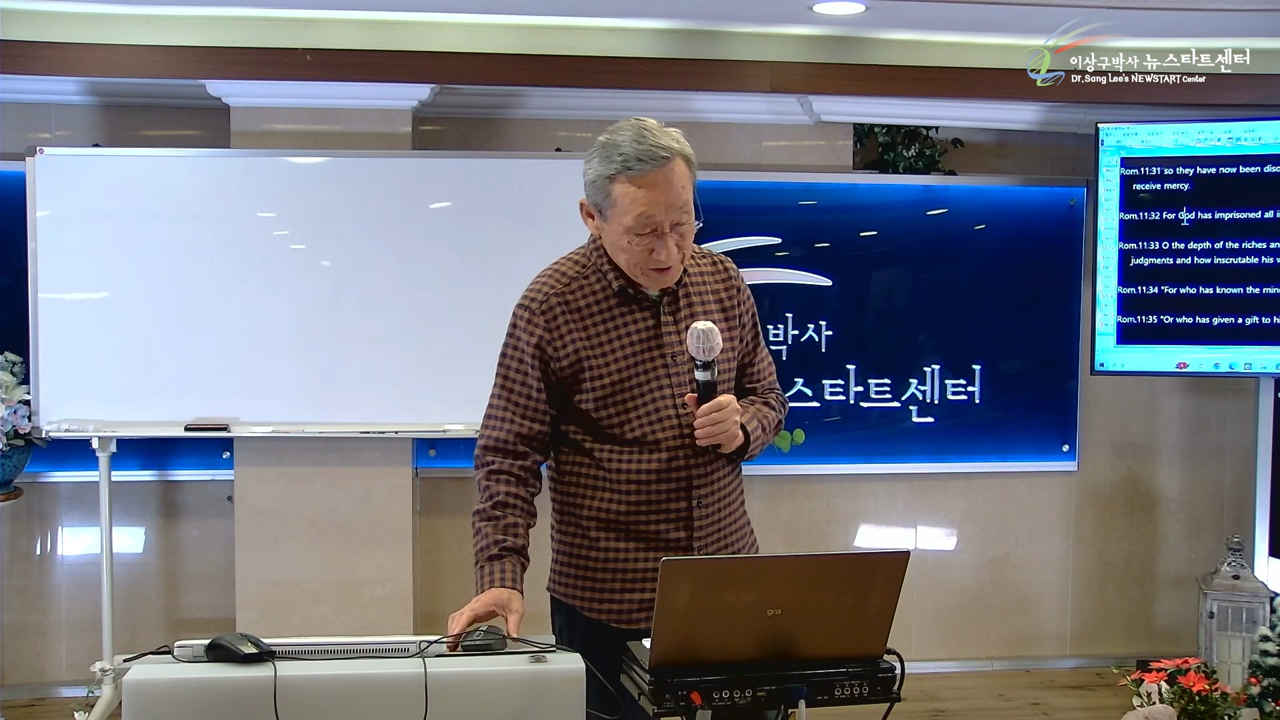 이상구박사 뉴스타트센터
Dr. Sang Lee's NEWSTART Center
Rom.11:31 so they have now been
receive mercy.
Rom.11:32 For God has imprisoned all
Rom.11:33 O the depth of the riches
judgments and how inscrutable his
Rom.11:34 "For who has known the
Rom.11:35 "Or who has given a gift to
박사
스타트센터
gra